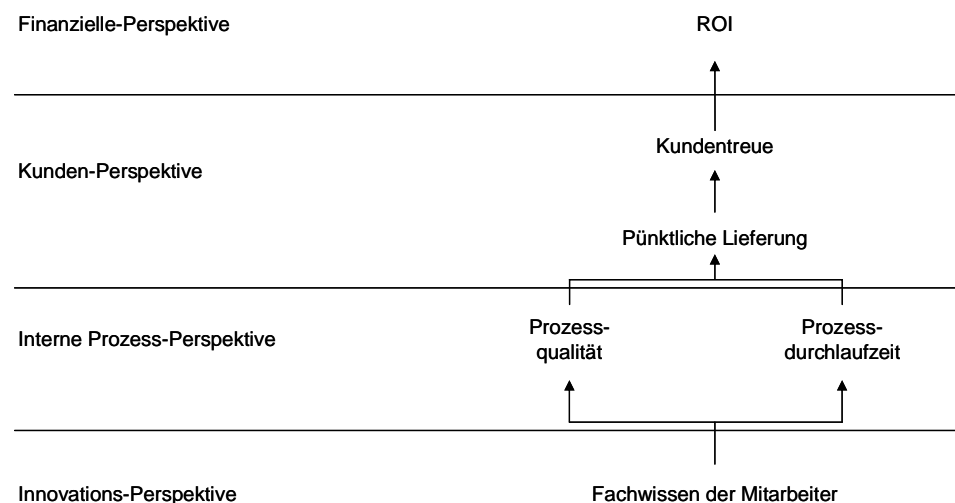 Finanzielle-Perspektive
ROI
Kundentreue
Kunden-Perspektive
Pünktliche Lieferung
Interne Prozess-Perspektive
Prozess-
qualität
Prozess-
durchlaufzeit
Innovations-Perspektive
Fachwissen der Mitarbeiter